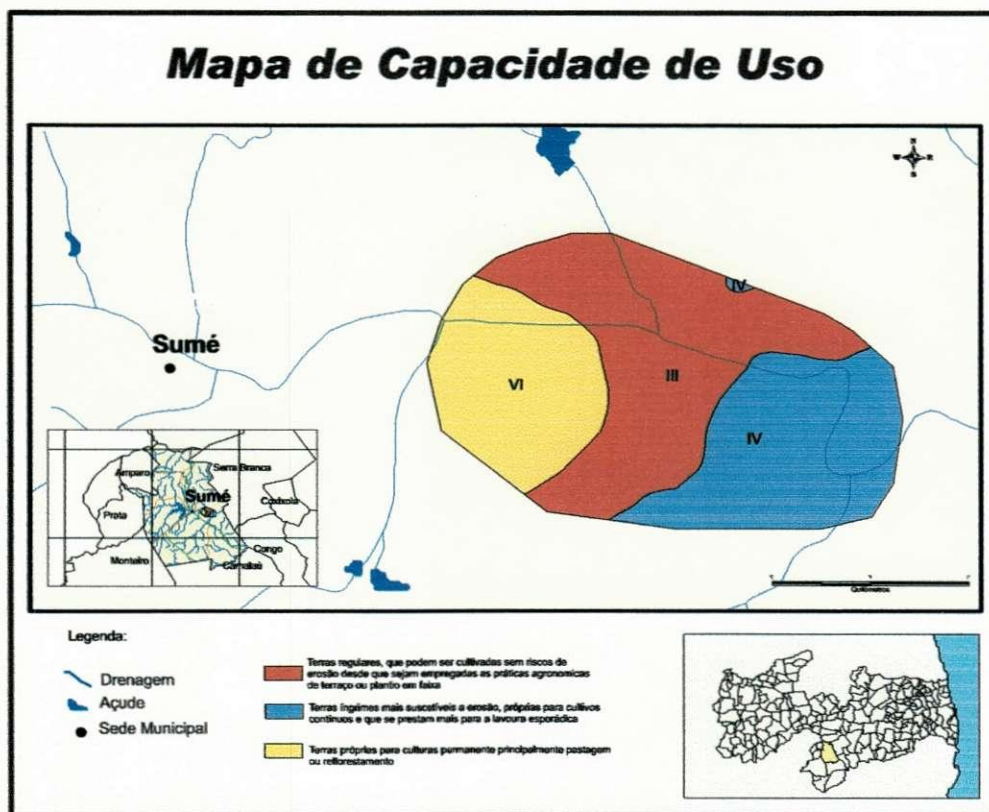 Mapa de Capacidade de Uso
N
W
S
IV
Sumé
VI
III
IV
Amparo
Serra Branca
Sumé
Coxixola
Prata
Congo
Monteiro
Camalaú
Quilômetros
Legenda:
Drenagem
Açude
Sede Municipal
Terras regulares, que podem ser cultivadas sem riscos de
erosão desde que sejam empregadas as práticas agronomicas
de terraço ou plantio em faixa
Terras íngrimes mais suscetíveis a erosão, próprias para cultivos
contínuos e que se prestam mais para a lavoura esporádica
Terras próprias para culturas permanente principalmente pastagem
ou reflorestamento